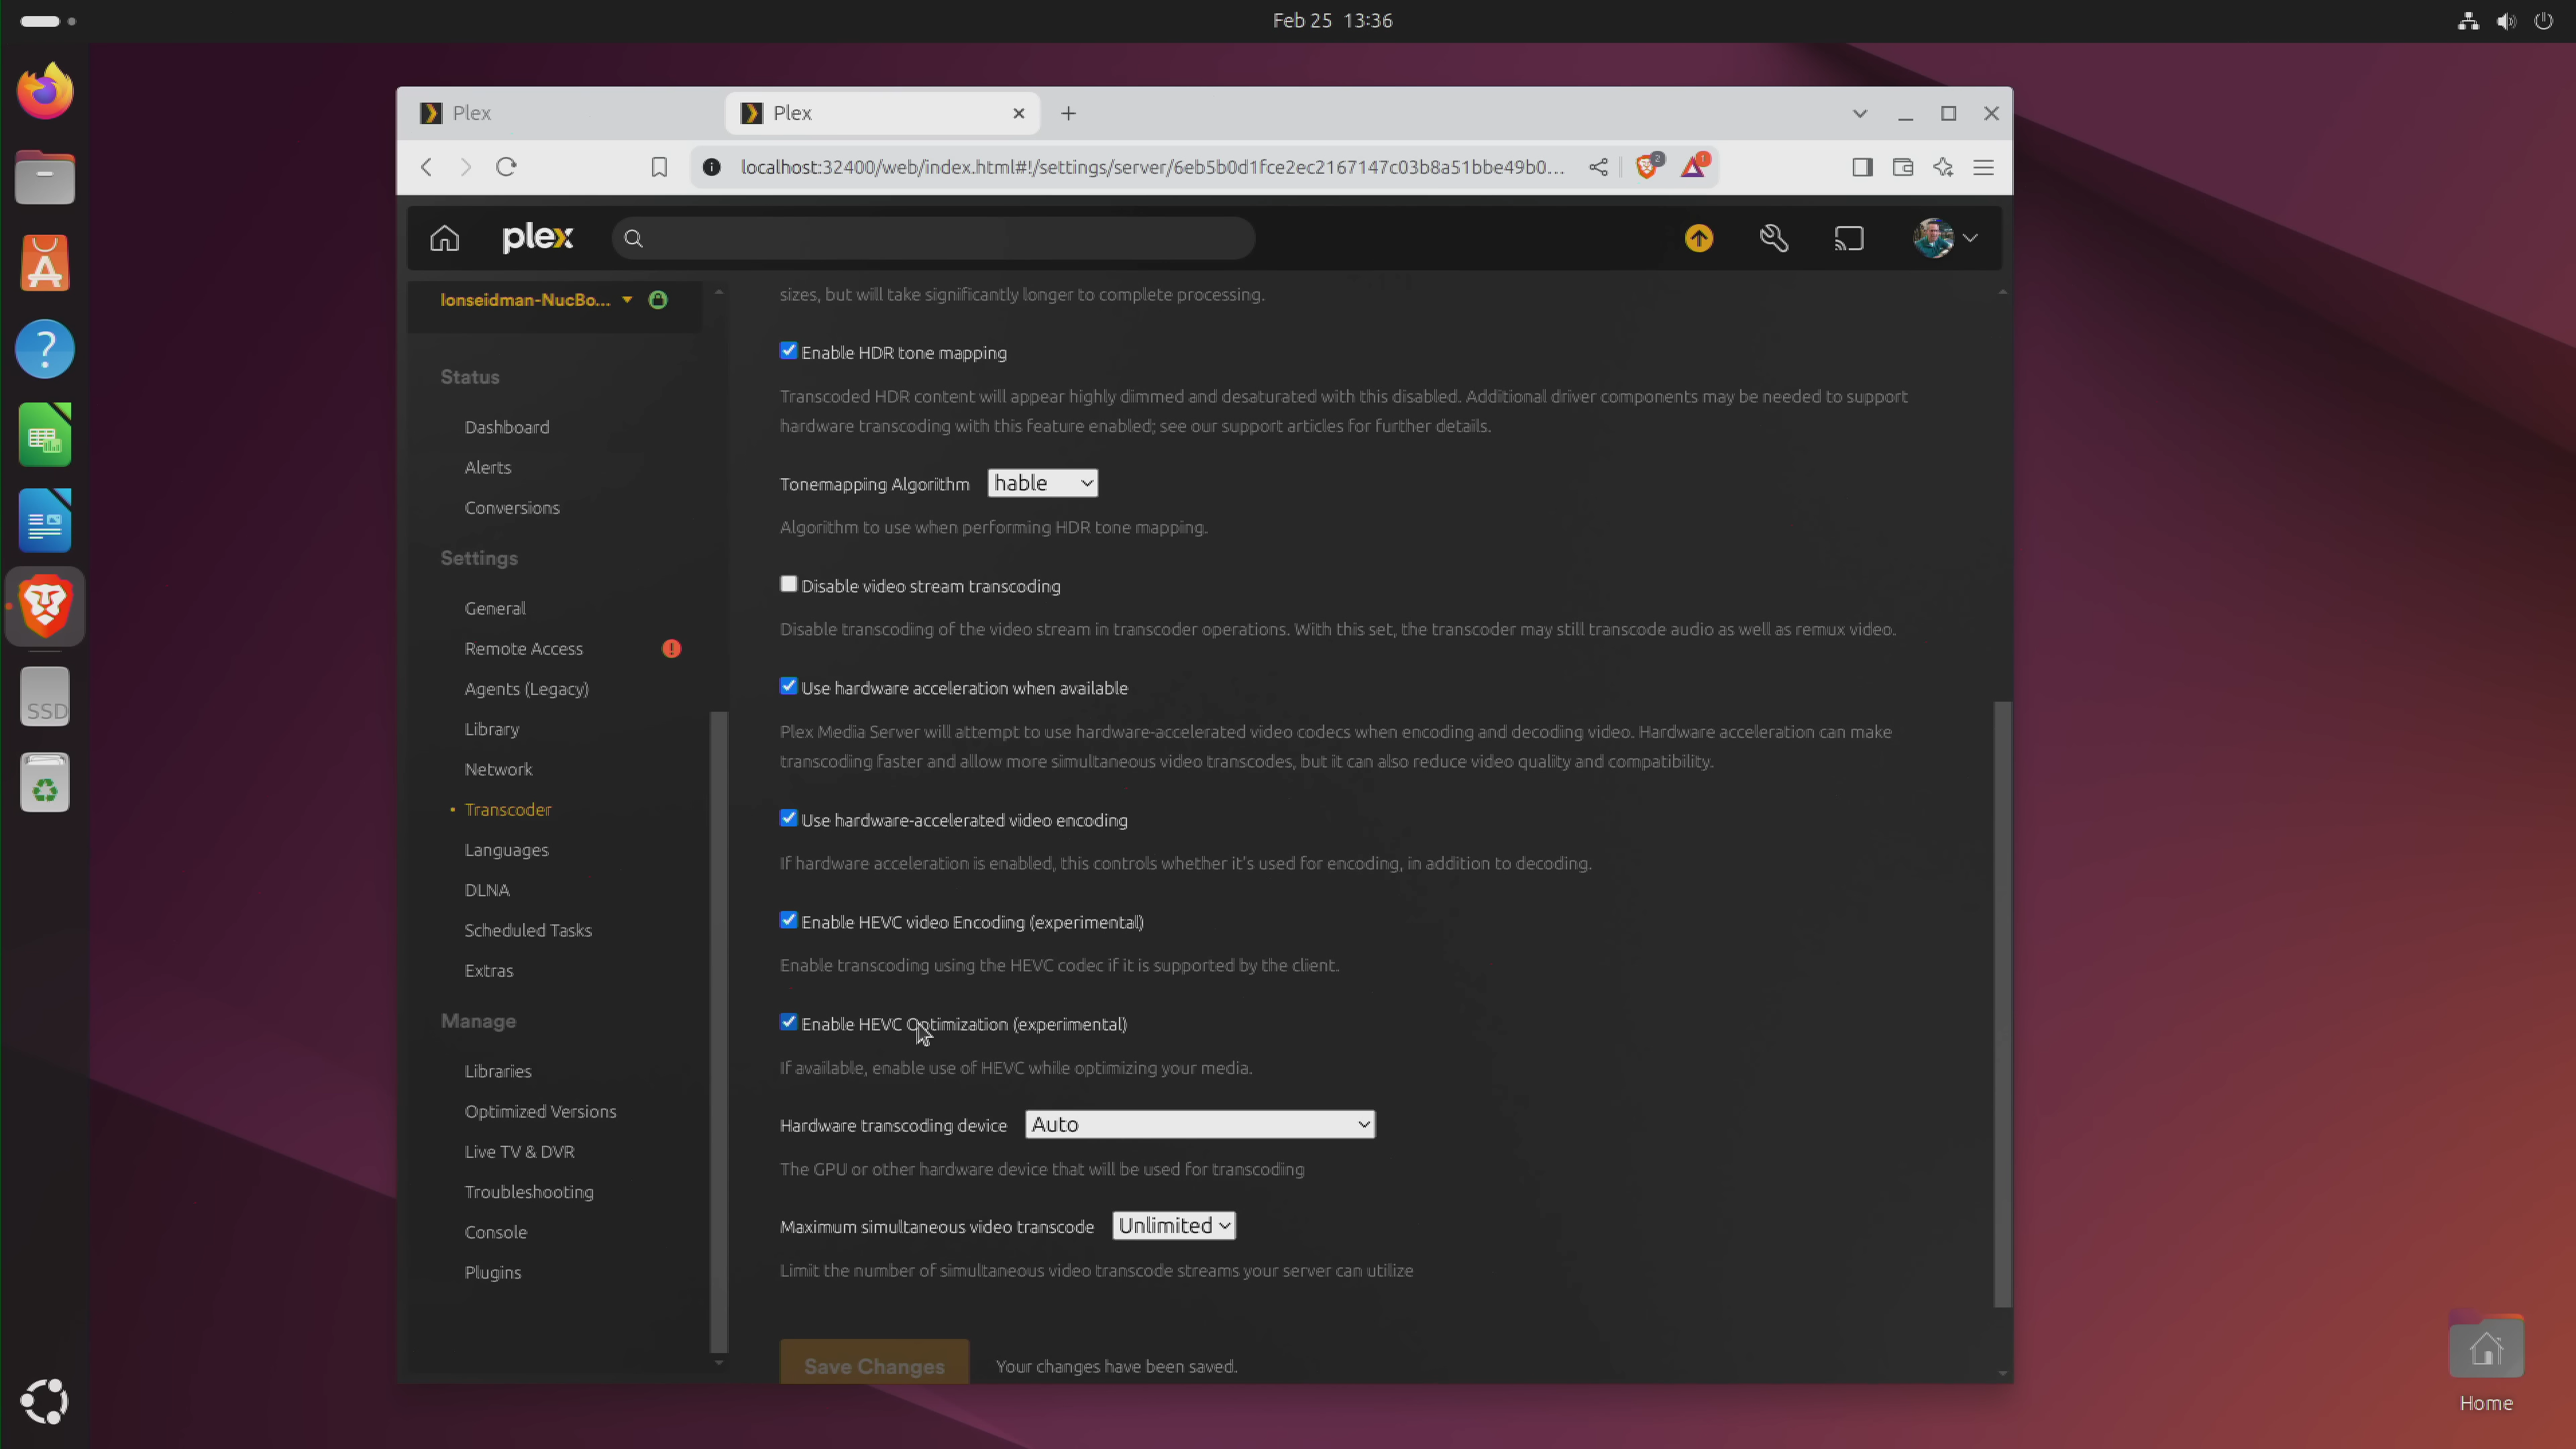 Feb 25 13:36
Plex
Plex
localhost:32400/web/index.html#!/settings/server/6eb5b0d1fce2ec2167147c03b8a51bbe49b0...
2
1
plex
lonseidman-NucBo...
Status
Dashboard
Alerts
Conversions
Settings
General
Remote Access
Agents (Legacy)
Library
Network
Transcoder
Languages
DLNA
Scheduled Tasks
Extras
Manage
Libraries
Optimized Versions
Live TV & DVR
Troubleshooting
Console
Plugins
sizes, but will take significantly longer to complete processing.
Enable HDR tone mapping
Transcoded HDR content will appear highly dimmed and desaturated with this disabled. Additional driver components may be needed to support
hardware transcoding with this feature enabled; see our support articles for further details.
Tonemapping Algorithm hable
Algorithm to use when performing HDR tone mapping.
Disable video stream transcoding
Disable transcoding of the video stream in transcoder operations. With this set, the transcoder may still transcode audio as well as remux video.
Use hardware acceleration when available
Plex Media Server will attempt to use hardware-accelerated video codecs when encoding and decoding video. Hardware acceleration can make
transcoding faster and allow more simultaneous video transcodes, but it can also reduce video quality and compatibility.
Use hardware-accelerated video encoding
If hardware acceleration is enabled, this controls whether it's used for encoding, in addition to decoding.
Enable HEVC video Encoding (experimental)
Enable transcoding using the HEVC codec if it is supported by the client.
Enable HEVC Optimization (experimental)
If available, enable use of HEVC while optimizing your media.
Hardware transcoding device Auto
The GPU or other hardware device that will be used for transcoding
Maximum simultaneous video transcode Unlimited
Limit the number of simultaneous video transcode streams your server can utilize
Save Changes Your changes have been saved.
SSD
Home